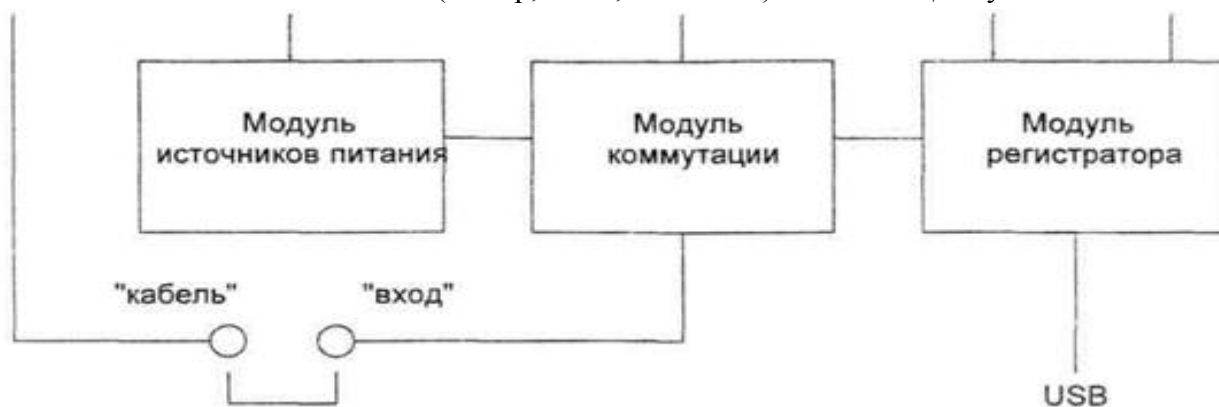 Модуль
источников питания
Модуль
коммутации
Модуль
регистратора
"кабель"
"вход"
USB